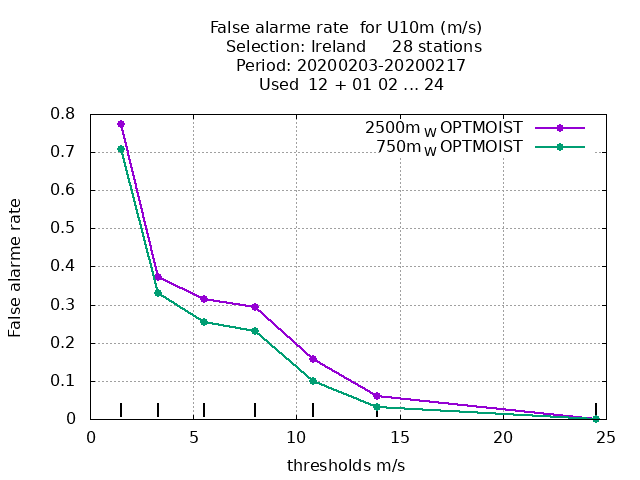 False alarme rate  for U10m (m/s)
Selection: Ireland     28 stations
Period: 20200203-20200217
Used  12 + 01 02 ... 24
2500m W OPTMOIST
750m W OPTMOIST
0.8
0.7
0.6
0.5
0.4
0.3
0.2
0.1
0
False alarme rate
0 5 10 15 20 25
thresholds m/s